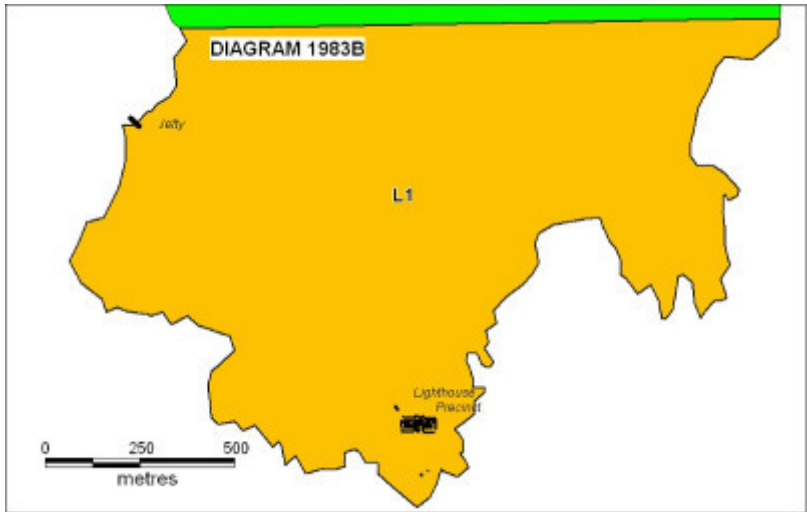 DIAGRAM 1983B
Jetty
L1
Lighthouse
Precinct
0 250 500
metres